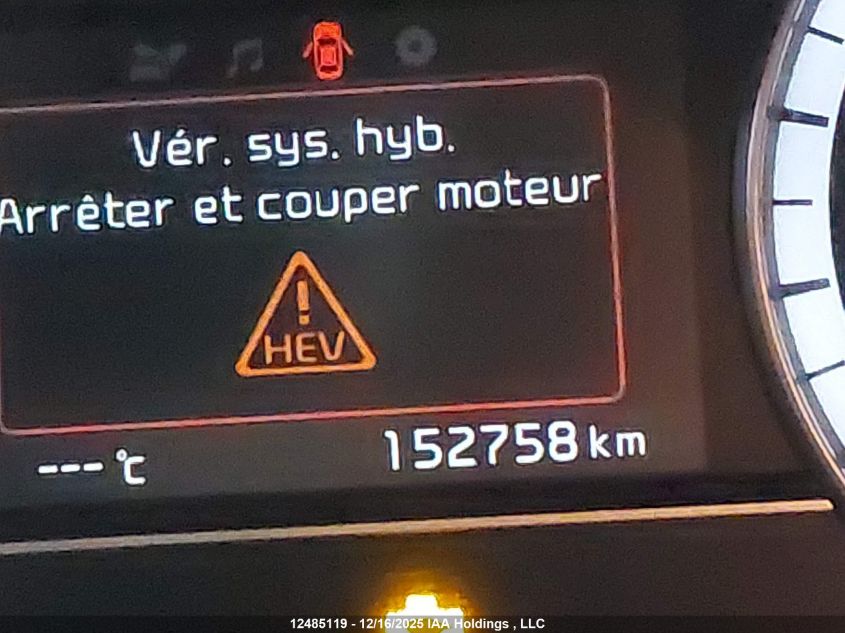 Vér. sys. hyb.
Arrêter et couper moteur
!
HEV
--- °C
152758 km
12485119 - 12/16/2025 IAA Holdings , LLC